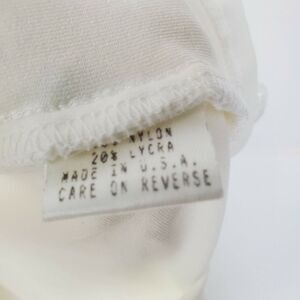 NYLON
20% LYCRA
MADE IN U.S.A.
CARE ON REVERSE